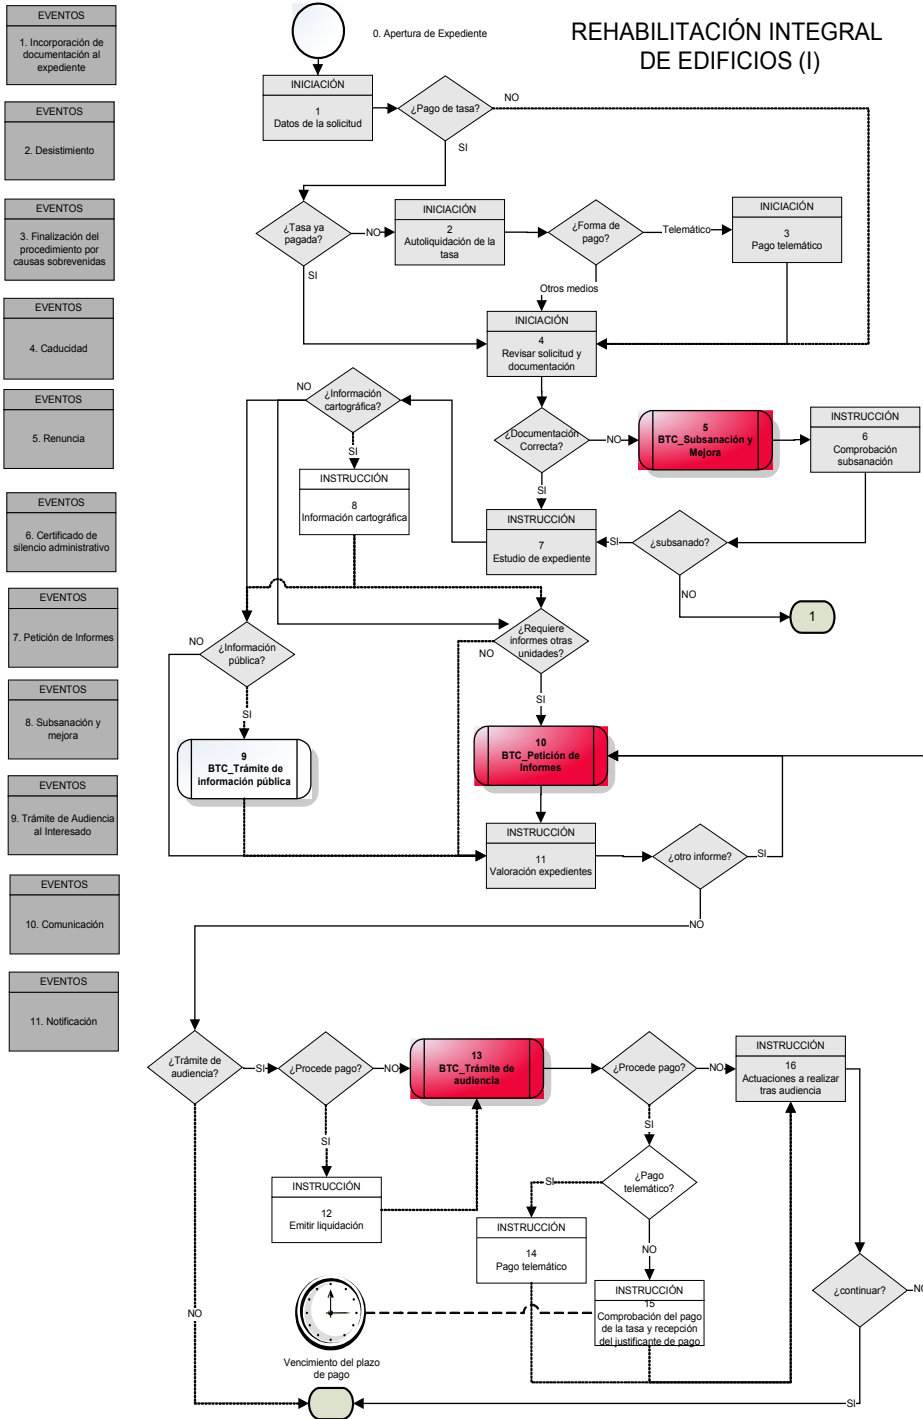 REHABILITACIÓN INTEGRAL
DE EDIFICIOS (I)
EVENTOS
1. Incorporación de
documentación al
expediente
EVENTOS
2. Desistimiento
EVENTOS
3. Finalización del
procedimiento por
causas sobrevenidas
EVENTOS
4. Caducidad
EVENTOS
5. Renuncia
EVENTOS
6. Certificado de
silencio administrativo
EVENTOS
7. Petición de Informes
EVENTOS
8. Subsanación y
mejora
EVENTOS
9. Trámite de Audiencia
al Interesado
EVENTOS
10. Comunicación
EVENTOS
11. Notificación
0. Apertura de Expediente
INICIACIÓN
1
Datos de la solicitud
¿Pago de tasa?
NO
SI
¿Tasa ya
pagada?
NO
SI
INICIACIÓN
2
Autoliquidación de la
tasa
¿Forma de
pago?
Telemático
Otros medios
INICIACIÓN
3
Pago telemático
INICIACIÓN
4
Revisar solicitud y
documentación
¿Documentación
Correcta?
NO
SI
5
BTC_Subsanación y
Mejora
INSTRUCCIÓN
6
Comprobación
subsanación
¿subsanado?
SI
NO
1
INSTRUCCIÓN
7
Estudio de expediente
¿Información
cartográfica?
NO
SI
INSTRUCCIÓN
8
Información cartográfica
¿Información
pública?
NO
SI
¿Requiere
informes otras
unidades?
NO
SI
9
BTC_Trámite de
información pública
10
BTC_Petición de
Informes
INSTRUCCIÓN
11
Valoración expedientes
¿otro informe?
SI
NO
¿Trámite de
audiencia?
SI
NO
¿Procede pago?
NO
SI
INSTRUCCIÓN
12
Emitir liquidación
13
BTC_Trámite de
audiencia
¿Procede pago?
NO
SI
¿Pago
telemático?
SI
NO
INSTRUCCIÓN
14
Pago telemático
INSTRUCCIÓN
15
Comprobación del pago
de la tasa y recepción
del justificante de pago
INSTRUCCIÓN
16
Actuaciones a realizar
tras audiencia
¿continuar?
NO
SI
Vencimiento del plazo
de pago